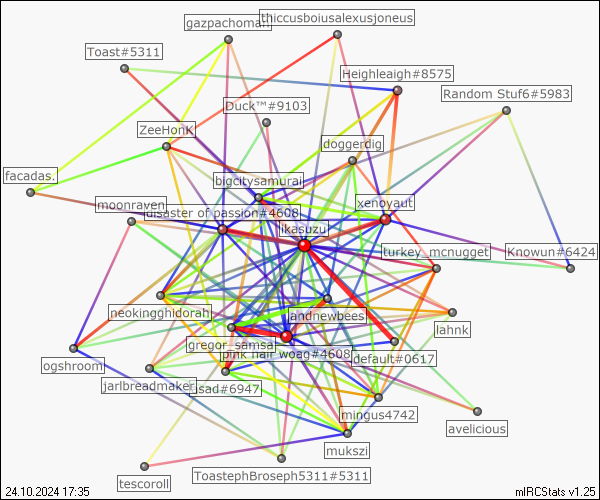 gazpachoman
thiccusboiusalexusjoneus
Toast#5311
Heighleaigh#8575
Random Stuf6#5983
Duck™#9103
ZeeHonK
doggerdig
facadas.
bigcitysamurai
moonraven
xenoyaut
disaster of passion#4608
ikasuzu
turkey_mcnugget
Knowun#6424
neokingghidorah
andnewbees
lahnk
gregor_samsa
pink hair woag#4608
default#0617
ogshroom
jarlbreadmaker
#6947
mingus4742
avelicious
mukszi
tescoroll
ToastephBroseph5311#5311
24.10.2024 17:35
mIRCStats v1.25